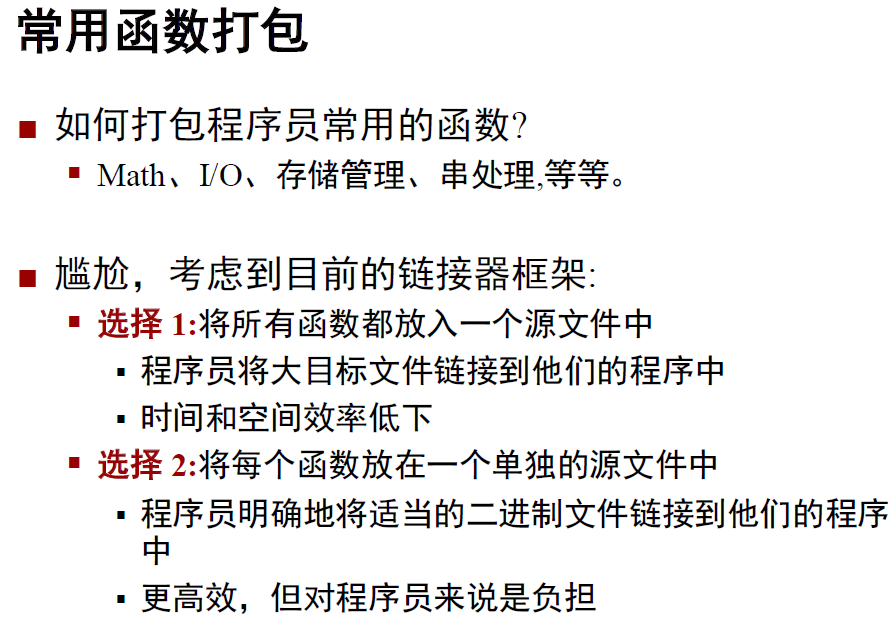 常用函数打包
如何打包程序员常用的函数?
Math、I/O、存储管理、串处理,等等。
尴尬，考虑到目前的链接器框架:
选择 1:将所有函数都放入一个源文件中
程序员将大目标文件链接到他们的程序中
时间和空间效率低下
选择 2:将每个函数放在一个单独的源文件中
程序员明确地将适当的二进制文件链接到他们的程序
中
更高效，但对程序员来说是负担